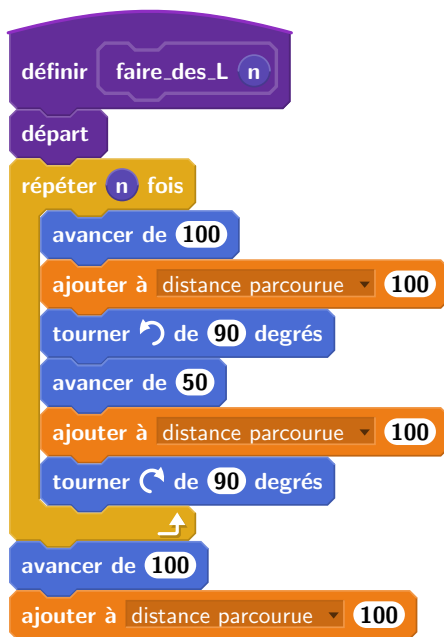 définir faire_des_L n
départ
répéter n fois
avancer de 100
ajouter à distance parcourue 100
tourner de 90 degrés
avancer de 50
ajouter à distance parcourue 100
tourner de 90 degrés
avancer de 100
ajouter à distance parcourue 100